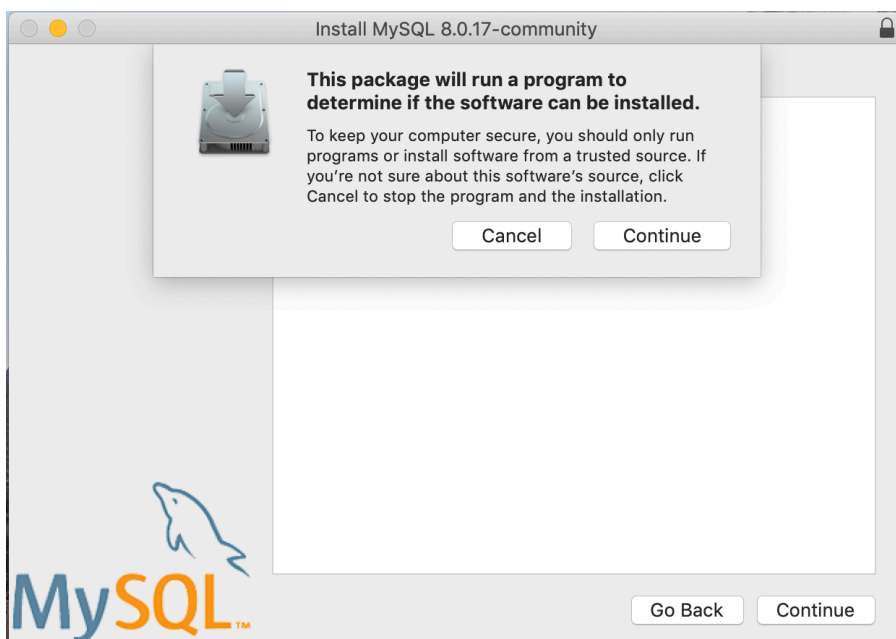 Install MySQL 8.0.17-community
This package will run a program to
determine if the software can be installed.
To keep your computer secure, you should only run
programs or install software from a trusted source. If
you’re not sure about this software’s source, click
Cancel to stop the program and the installation.
Cancel Continue
MySQL™
Go Back Continue